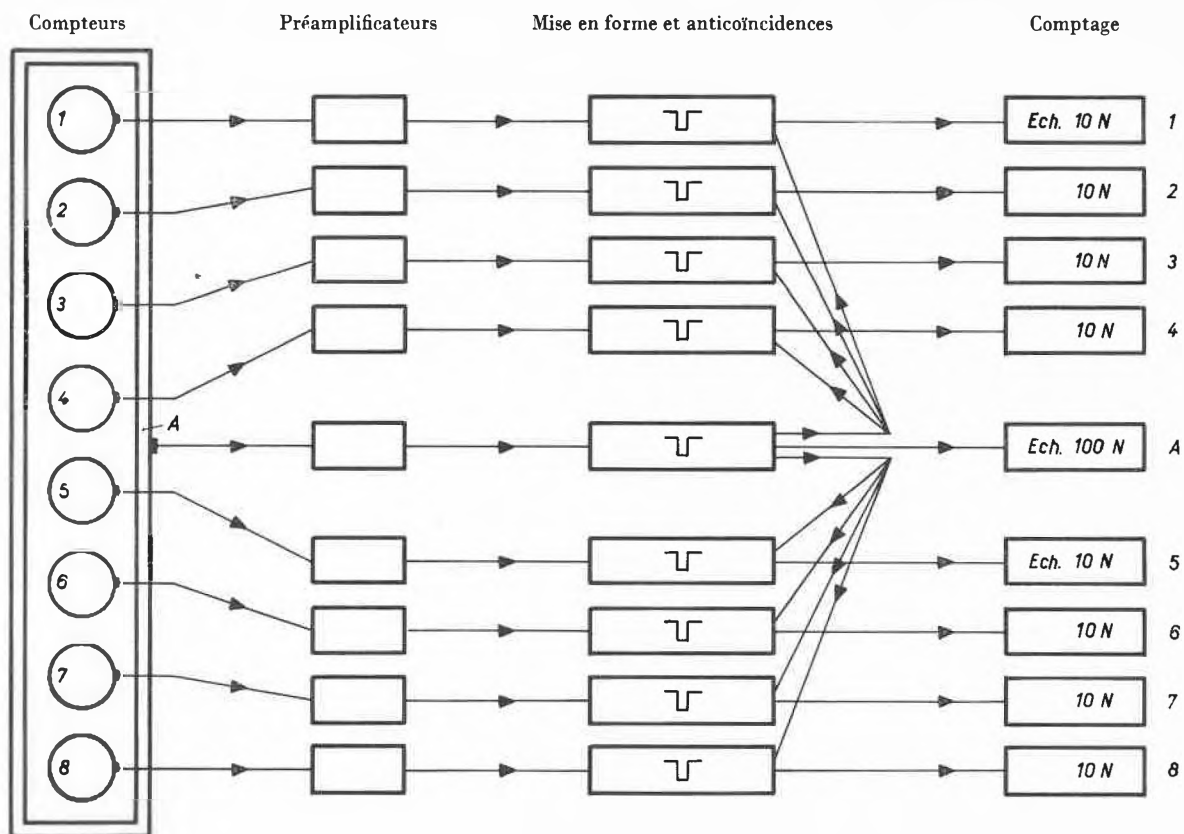 Compteurs Préamplificateurs Mise en forme et anticoïncidences Comptage
1 Ech. 10 N 1
2 10 N 2
3 10 N 3
4 10 N 4
A Ech. 100 N A
5 Ech. 10 N 5
6 10 N 6
7 10 N 7
8 10 N 8